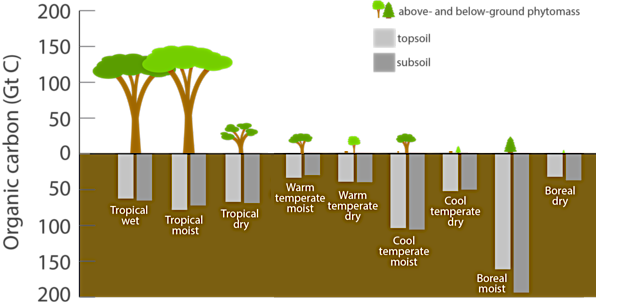 200
150
100
50
0
50
100
150
200
Organic carbon (Gt C)
above- and below-ground phytomass
topsoil
subsoil
Tropical
wet
Tropical
moist
Tropical
dry
Warm
temperate
moist
Warm
temperate
dry
Cool
temperate
moist
Cool
temperate
dry
Boreal
moist
Boreal
dry